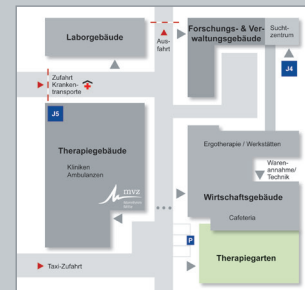 Laborgebäude
Aus-
fahrt
Forschungs- & Ver-
waltungsgebäude
Sucht-
zentrum
J4
Zufahrt
Kranken-
transporte
J5
Therapiegebäude
Kliniken
Ambulanzen
mvz
Ergotherapie / Werkstätten
Waren-
annahme/
Technik
Wirtschaftsgebäude
Cafeteria
P
Therapiegarten
Taxi-Zufahrt